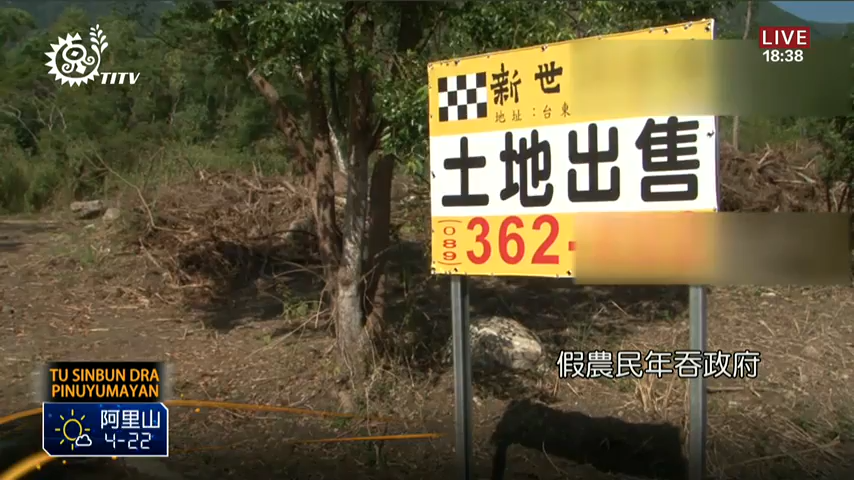 TITV
LIVE
18:38
新世
地址：台東
土地出售
(089)362-
假農民年吞政府
TU SINBUN DRA
PINUYUMAYAN
阿里山
4-22